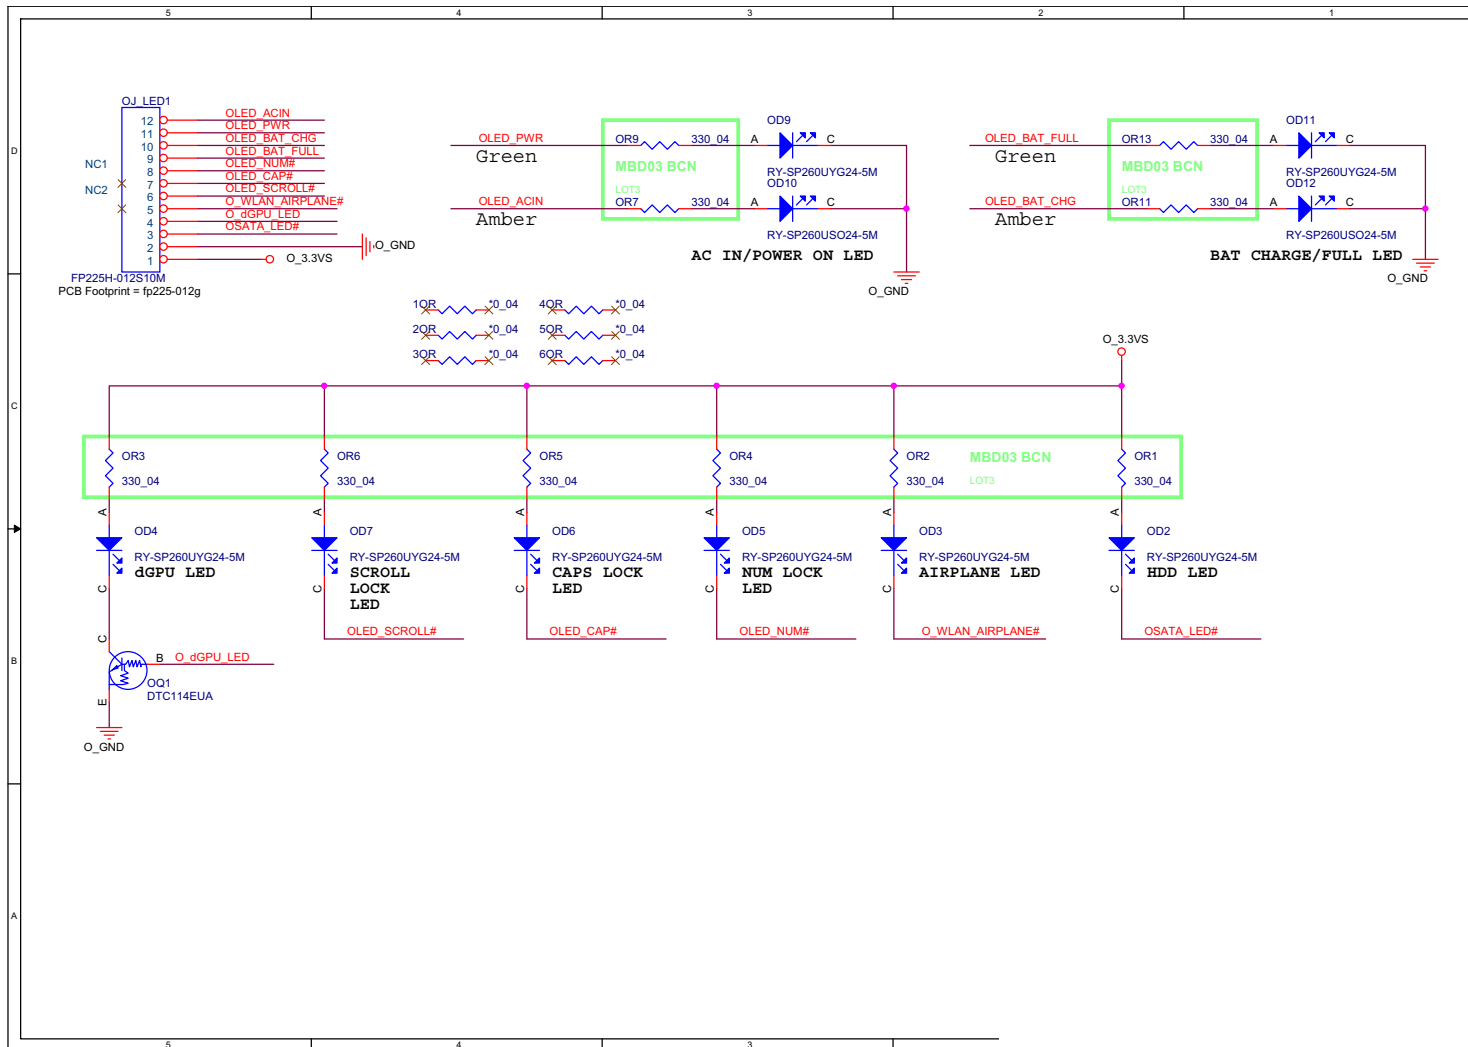 5 4 3 2 1
D
C
B
A
OJ_LED1
12 OLED_ACIN
11 OLED_PWR
10 OLED_BAT_CHG
9 OLED_BAT_FULL
8 OLED_NUM#
7 OLED_CAP#
6 OLED_SCROLL#
5 O_WLAN_AIRPLANE#
4 O_dGPU_LED
3 OSATA_LED#
2 O_GND
1 O_3.3VS
NC1
NC2
FP225H-012S10M
PCB Footprint = fp225-012g
OLED_PWR
Green
OR9 330_04 A C
OD9
MBD03 BCN
LOT3
RY-SP260UYG24-5M
OLED_ACIN
Amber
OR7 330_04 A C
OD10
RY-SP260USO24-5M
AC IN/POWER ON LED
O_GND
OLED_BAT_FULL
Green
OR13 330_04 A C
OD11
MBD03 BCN
LOT3
RY-SP260UYG24-5M
OLED_BAT_CHG
Amber
OR11 330_04 A C
OD12
RY-SP260USO24-5M
BAT CHARGE/FULL LED
O_GND
1OR *0_04 4OR *0_04
2OR *0_04 5OR *0_04
3OR *0_04 6OR *0_04
O_3.3VS
OR3 OR6 OR5 OR4 OR2 MBD03 BCN OR1
330_04 330_04 330_04 330_04 330_04 LOT3 330_04
A A A A A A
OD4 OD7 OD6 OD5 OD3 OD2
RY-SP260UYG24-5M RY-SP260UYG24-5M RY-SP260UYG24-5M RY-SP260UYG24-5M RY-SP260UYG24-5M RY-SP260UYG24-5M
dGPU LED
SCROLL
LOCK
LED
CAPS LOCK
LED
NUM LOCK
LED
AIRPLANE LED
HDD LED
C C C C C C
OLED_SCROLL# OLED_CAP# OLED_NUM# O_WLAN_AIRPLANE# OSATA_LED#
C
B O_dGPU_LED
OQ1
DTC114EUA
E
O_GND
5 4 3 2 1